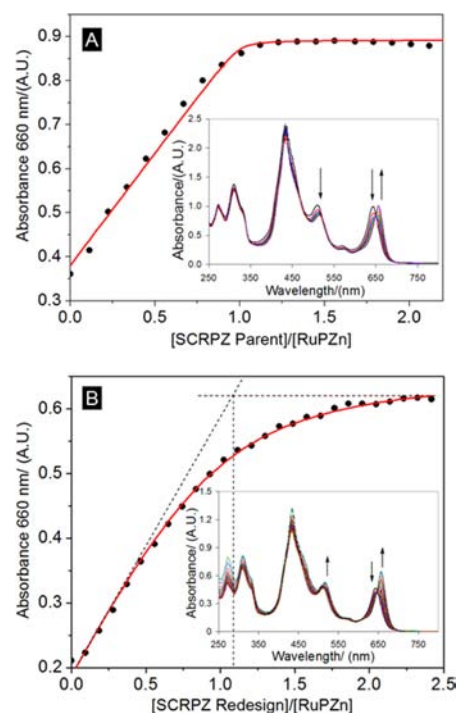 A
Absorbance 660 nm/(A.U.)
0.9
0.8
0.7
0.6
0.5
0.4
0.3
0.0 0.5 1.0 1.5 2.0
[SCRPZ Parent]/[RuPZn]
Absorbance/(A.U.)
2.4
1.8
1.2
0.6
0.0
250 350 450 550 650 750
Wavelength/(nm)
B
Absorbance 660 nm/ (A.U.)
0.6
0.5
0.4
0.3
0.2
0.0 0.5 1.0 1.5 2.0 2.5
[SCRPZ Redesign]/[RuPZn]
Absorbance/ (A.U.)
1.5
1.2
0.9
0.6
0.3
0.0
250 350 450 550 650 750
Wavelength/ (nm)